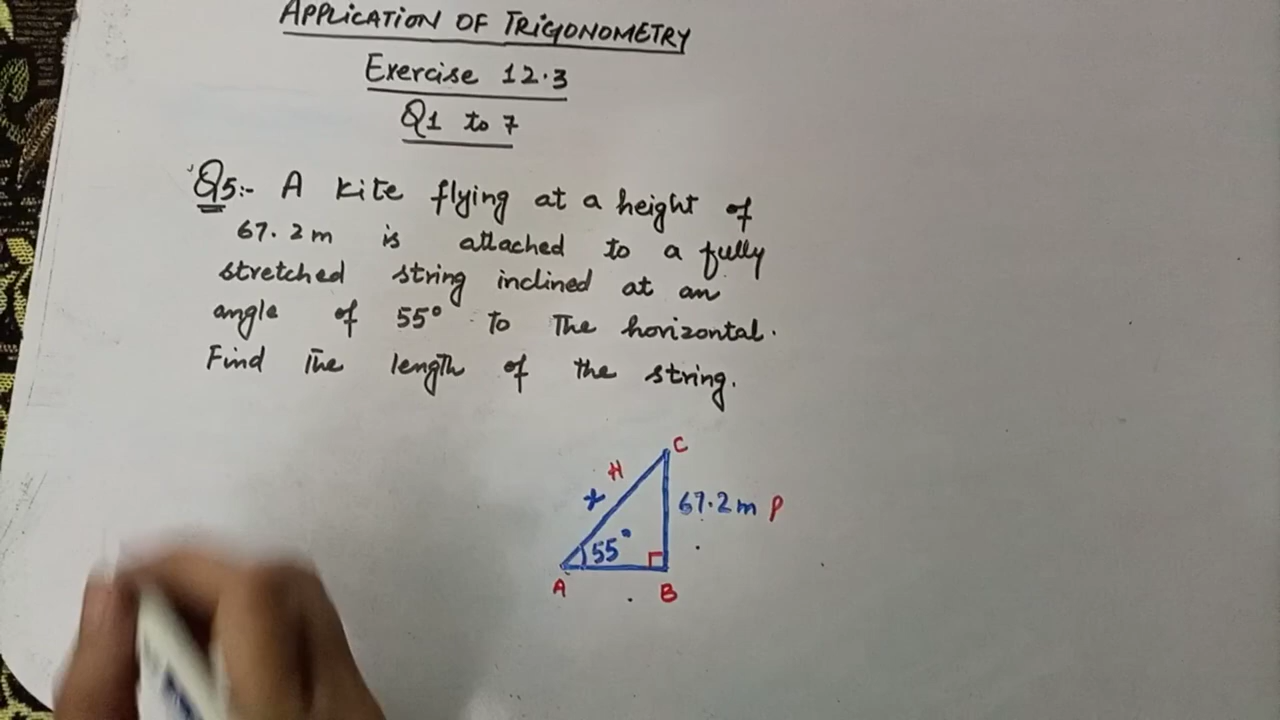 APPLICATION OF TRIGONOMETRY
Exercise 12.3
Q1 to 7
Q5:- A kite flying at a height of
67.2m is attached to a fully
stretched string inclined at an
angle of 55° to the horizontal.
Find the length of the string.
C
H
x
67.2m P
55°
A
B